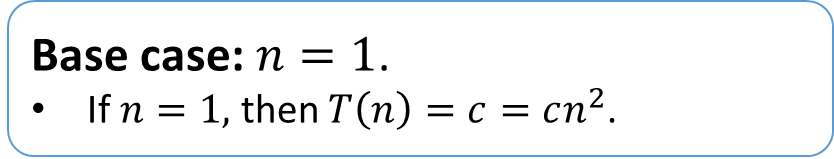 Base case: n = 1.
• If n = 1, then T(n) = c = cn².